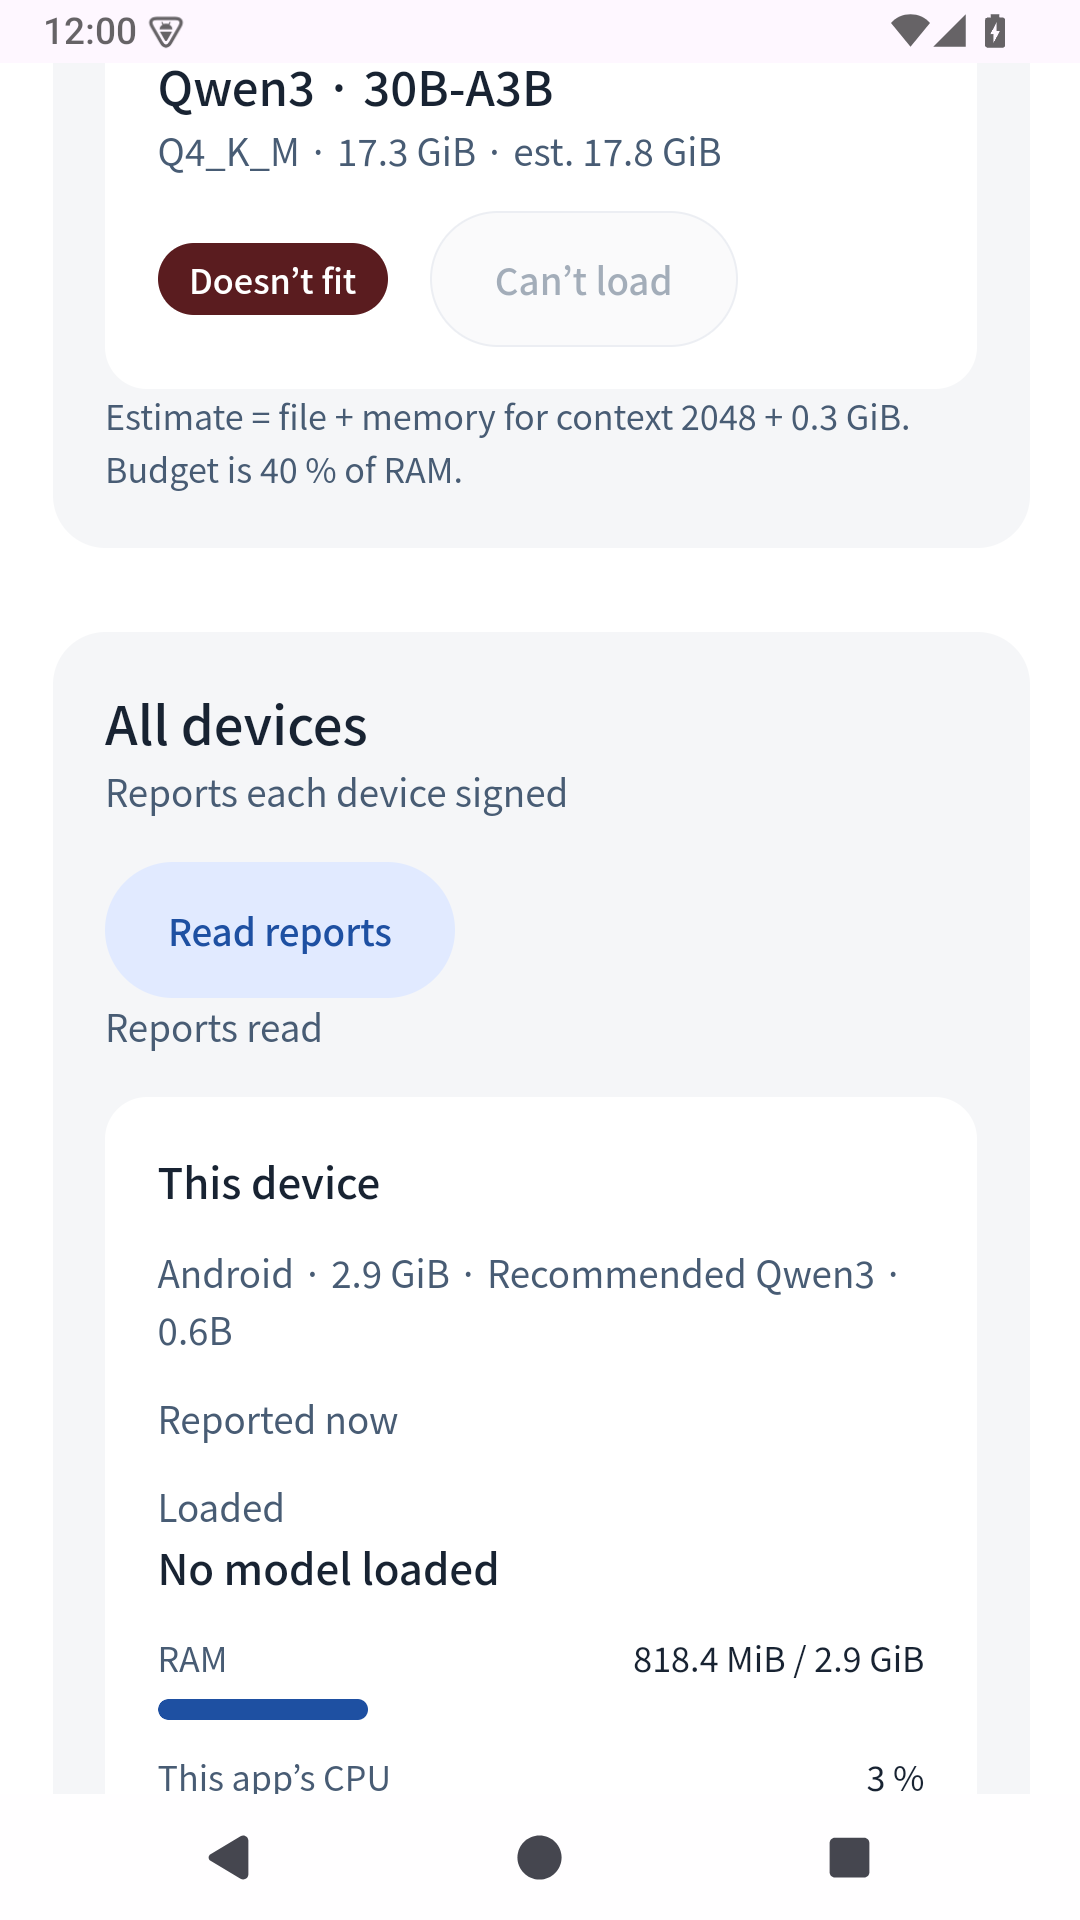 12:00
Qwen3 · 30B-A3B
Q4_K_M · 17.3 GiB · est. 17.8 GiB
Doesn’t fit
Can’t load
Estimate = file + memory for context 2048 + 0.3 GiB.
Budget is 40 % of RAM.
All devices
Reports each device signed
Read reports
Reports read
This device
Android · 2.9 GiB · Recommended Qwen3 ·
0.6B
Reported now
Loaded
No model loaded
RAM 818.4 MiB / 2.9 GiB
This app’s CPU 3 %